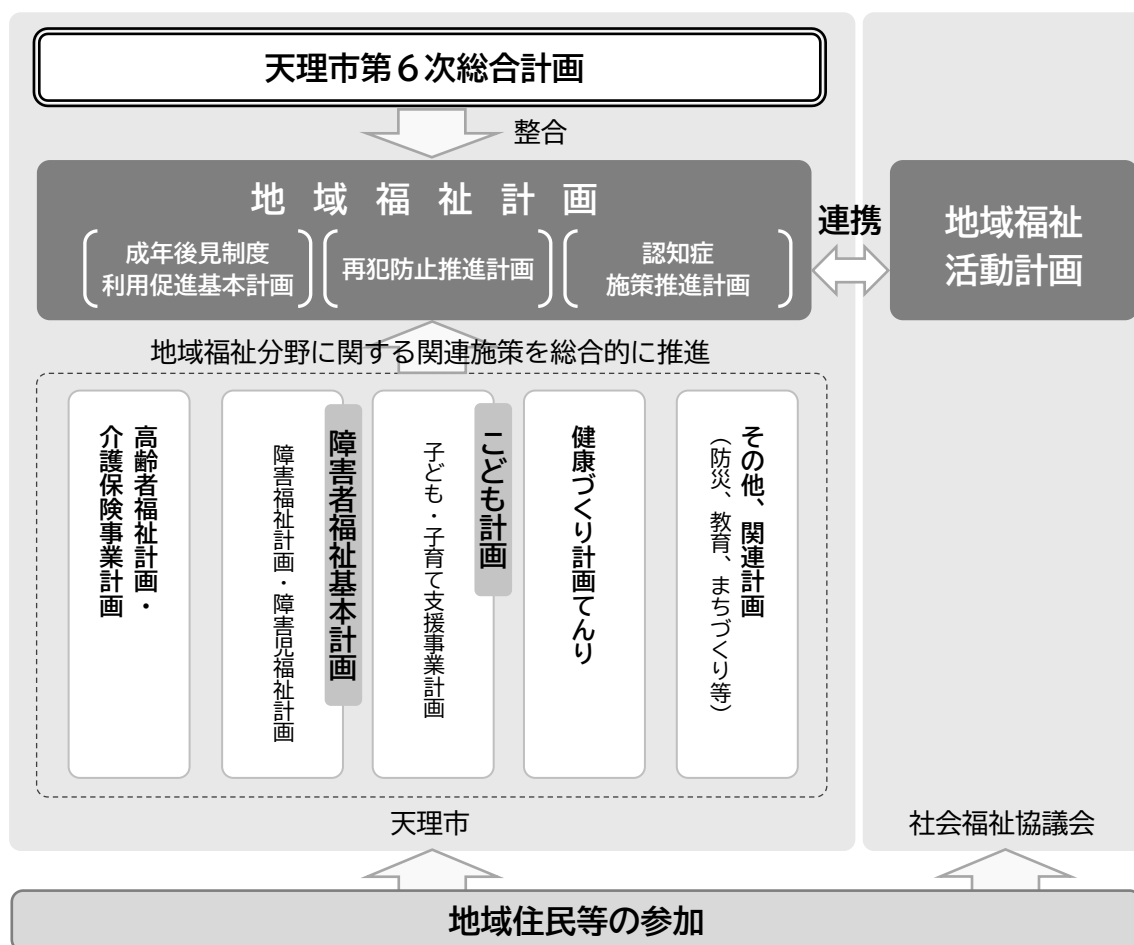 天理市第６次総合計画
整合
地域福祉計画
成年後見制度
利用促進基本計画
再犯防止推進計画
認知症
施策推進計画
連携
地域福祉
活動計画
地域福祉分野に関する関連施策を総合的に推進
高齢者福祉計画・
介護保険事業計画
障害者福祉基本計画
障害福祉計画・障害児福祉計画
こども計画
子ども・子育て支援事業計画
健康づくり計画てんり
その他、関連計画
（防災、教育、まちづくり等）
天理市
社会福祉協議会
地域住民等の参加